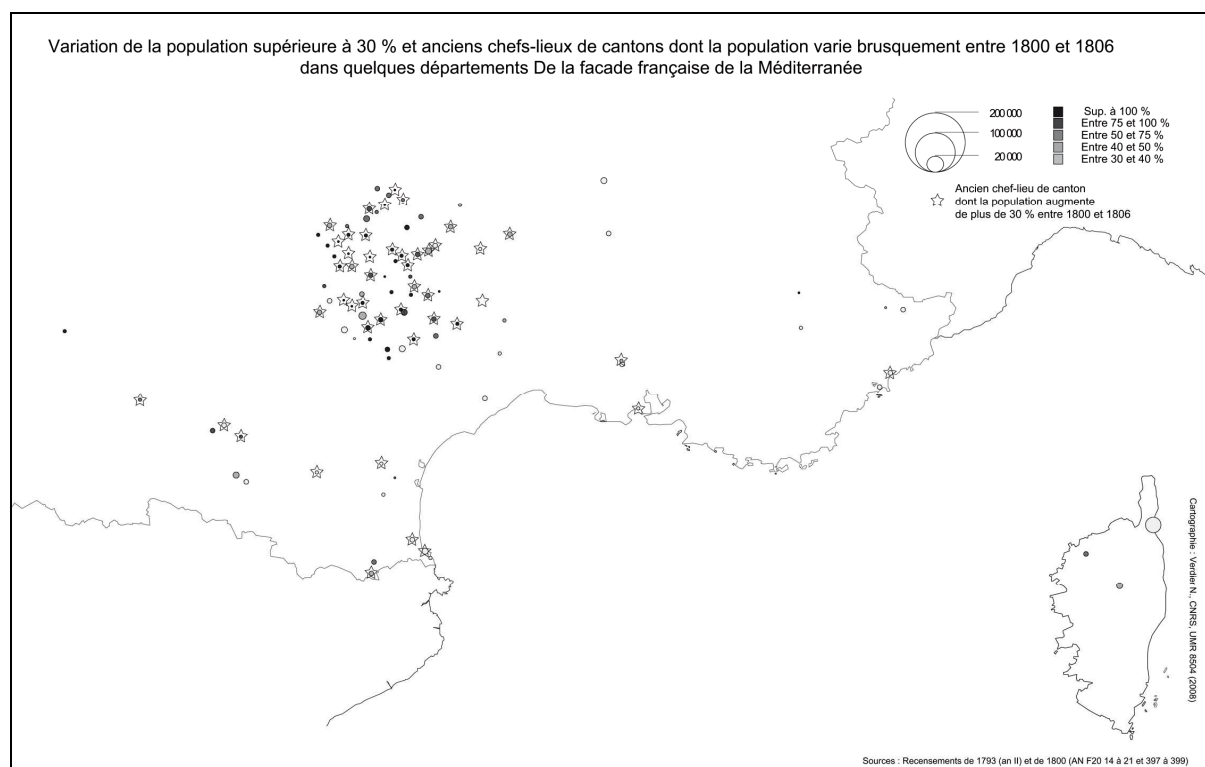 Variation de la population supérieure à 30 % et anciens chefs-lieux de cantons dont la population varie brusquement entre 1800 et 1806
dans quelques départements De la facade française de la Méditerranée
200 000
100 000
20 000
Sup. à 100 %
Entre 75 et 100 %
Entre 50 et 75 %
Entre 40 et 50 %
Entre 30 et 40 %
Ancien chef-lieu de canton
dont la population augmente
de plus de 30 % entre 1800 et 1806
Cartographie : Verdier N., CNRS, UMR 8504 (2008)
Sources : Recensements de 1793 (an II) et de 1800 (AN F20 14 à 21 et 397 à 399)